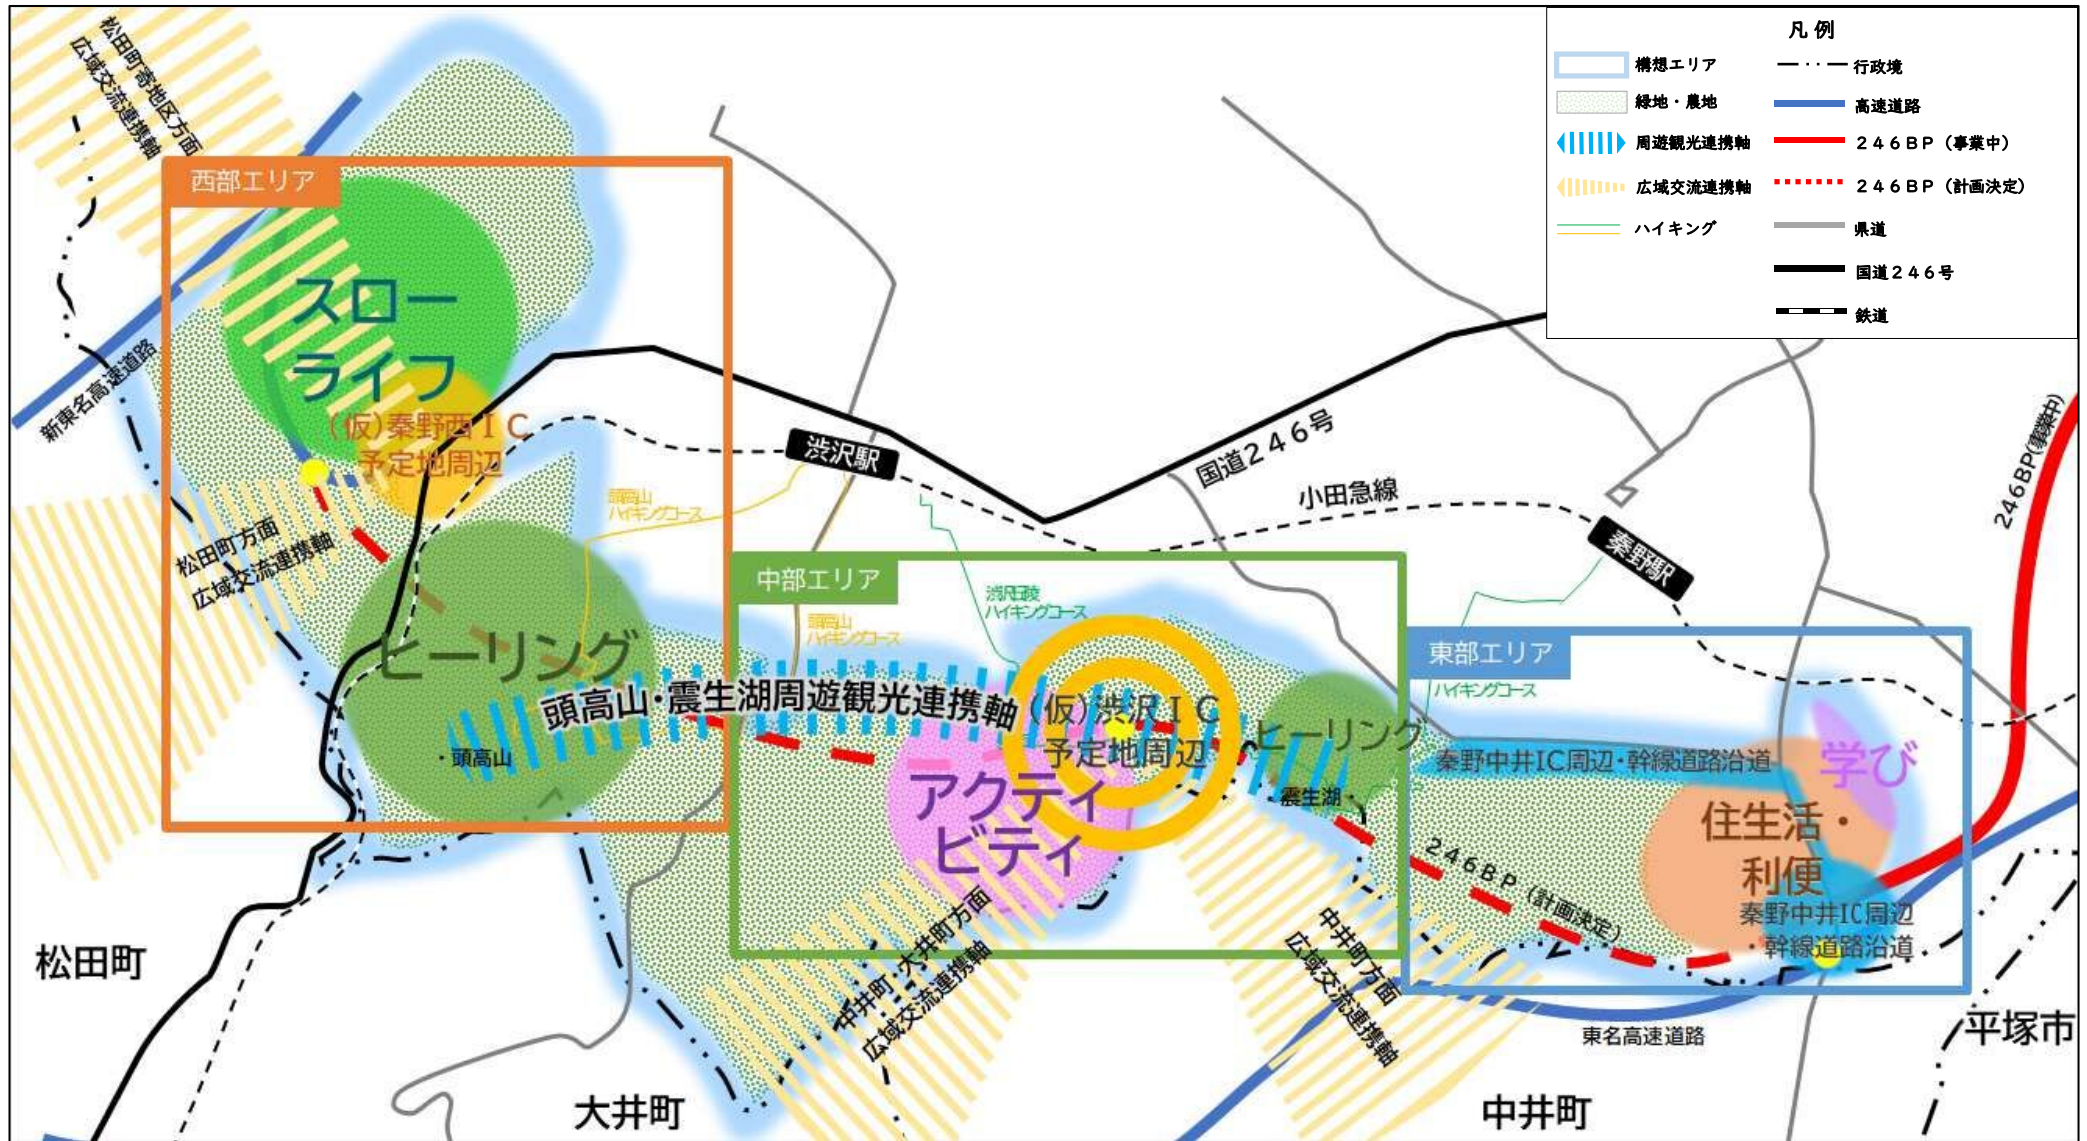 凡例
構想エリア
緑地・農地
周遊観光連携軸
広域交流連携軸
ハイキング
行政境
高速道路
２４６ＢＰ（事業中）
２４６ＢＰ（計画決定）
県道
国道２４６号
鉄道
松田町寄地区方面
広域交流連携軸
西部エリア
スロー
ライフ
新東名高速道路
(仮)秦野西ＩＣ
予定地周辺
渋沢駅
国道２４６号
小田急線
秦野駅
246BP(事業中)
頭高山
ハイキングコース
松田町方面
広域交流連携軸
ヒーリング
・頭高山
中部エリア
渋沢丘陵
ハイキングコース
頭高山
ハイキングコース
頭高山・震生湖周遊観光連携軸
(仮)渋沢ＩＣ
予定地周辺
ヒーリング
震生湖・
アクティ
ビティ
東部エリア
ハイキングコース
秦野中井IC周辺・幹線道路沿道
学び
住生活・
利便
秦野中井IC周辺
・幹線道路沿道
２４６ＢＰ（計画決定）
中井町・大井町方面
広域交流連携軸
中井町方面
広域交流連携軸
東名高速道路
松田町
大井町
中井町
平塚市